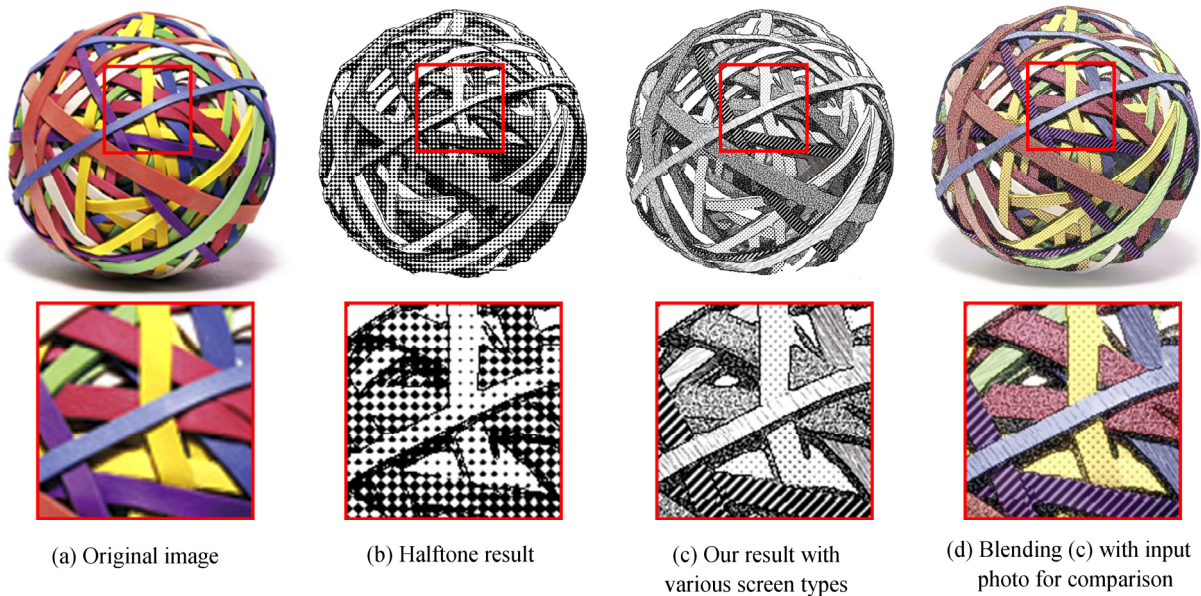 (a) Original image
(b) Halftone result
(c) Our result with
various screen types
(d) Blending (c) with input
photo for comparison